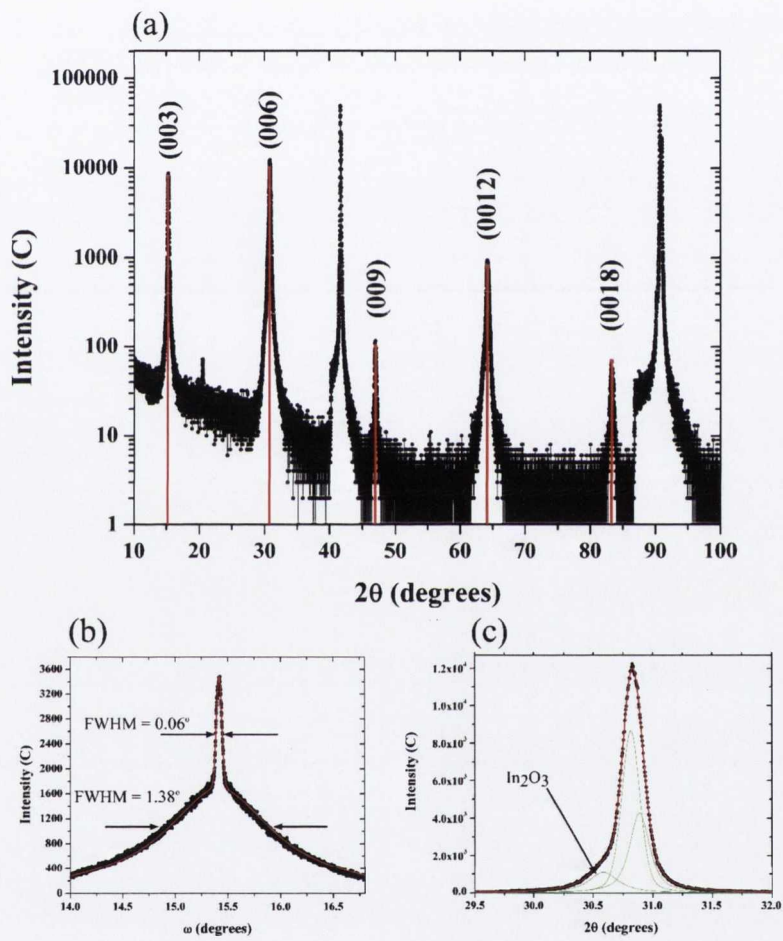 (a)
Intensity (C)
100000
10000
1000
100
10
1
(003)
(006)
(009)
(0012)
(0018)
10 20 30 40 50 60 70 80 90 100
2θ (degrees)
(b)
Intensity (C)
3600
3200
2800
2400
2000
1600
1200
800
400
0
FWHM = 0.06°
FWHM = 1.38°
14.0 14.5 15.0 15.5 16.0 16.5
ω (degrees)
(c)
Intensity (C)
1.2x10⁴
1.0x10⁴
8.0x10³
6.0x10³
4.0x10³
2.0x10³
0.0
In₂O₃
29.5 30.0 30.5 31.0 31.5 32.0
2θ (degrees)